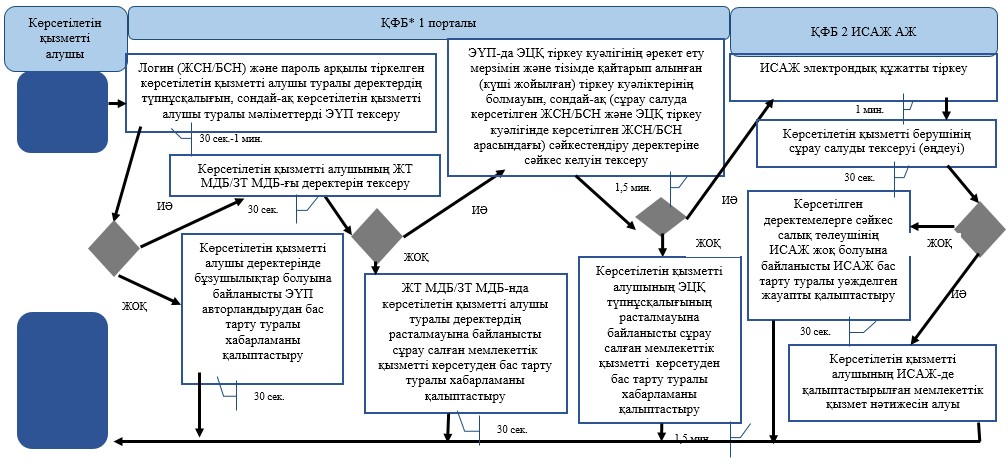 Көрсетілетін
қызметті
алушы
ҚФБ* 1 порталы
ҚФБ 2 ИСАЖ АЖ
Логин (ЖСН/БСН) және пароль арқылы тіркелген
көрсетілетін қызметті алушы туралы деректердің
түпнұсқалығын, сондай-ақ көрсетілетін қызметті
алушы туралы мәліметтерді ЭҮП тексеру
30 сек.-1 мин.
Көрсетілетін қызметті алушының ЖТ
МДБ/ЗТ МДБ-ғы деректерін тексеру
30 сек.
ИӘ
ЖОҚ
Көрсетілетін қызметті
алушы деректерінде
бұзушылықтар болуына
байланысты ЭҮП
авторландырудан бас
тарту туралы
хабарламаны
қалыптастыру
30 сек.
ЭҮП-да ЭЦҚ тіркеу куәлігінің әрекет ету
мерзімін және тізімде қайтарып алынған
(күші жойылған) тіркеу куәліктерінің
болмауын, сондай-ақ (сұрау салуда
көрсетілген ЖСН/БСН және ЭЦҚ тіркеу
куәлігінде көрсетілген ЖСН/БСН
арасындағы) сәйкестендіру деректеріне
сәйкес келуін тексеру
1,5 мин.
ИӘ
ЖОҚ
ЖТ МДБ/ЗТ МДБ-нда
көрсетілетін қызметті алушы
туралы деректердің
расталмауына байланысты
сұрау салған мемлекеттік
қызметті көрсетуден бас тарту
туралы хабарламаны
қалыптастыру
30 сек.
ИӘ
ЖОҚ
Көрсетілетін қызметті
алушының ЭЦҚ
түпнұсқалығының
расталмауына
байланысты сұрау
салған мемлекеттік
қызметті көрсетуден
бас тарту туралы
хабарламаны
қалыптастыру
1,5 мин.
ИСАЖ электрондық құжатты тіркеу
1 мин.
Көрсетілетін қызметті берушінің
сұрау салуды тексеруі (өңдеуі)
30 сек.
Көрсетілген
деректемелерге сәйкес
салық төлеушінің
ИСАЖ жоқ болуына
байланысты ИСАЖ бас
тарту туралы уәжделген
жауапты қалыптастыру
ЖОҚ
ИӘ
30 сек.
Көрсетілетін қызметті
алушының ИСАЖ-де
қалыптастырылған мемлекеттік
қызмет нәтижесін алуы